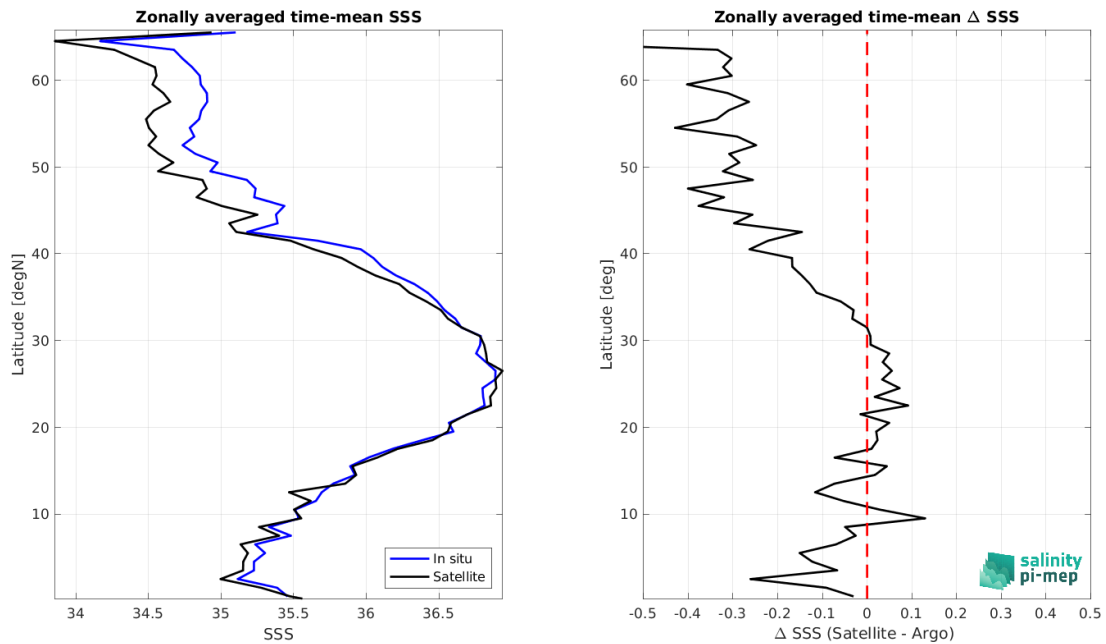 Zonally averaged time-mean SSS
60
50
40
30
20
10
Latitude [degN]
34
34.5
35
35.5
36
36.5
SSS
In situ
Satellite
Zonally averaged time-mean Δ SSS
60
50
40
30
20
10
Latitude [deg]
-0.5
-0.4
-0.3
-0.2
-0.1
0
0.1
0.2
0.3
0.4
0.5
Δ SSS (Satellite - Argo)
salinity
pi-mep